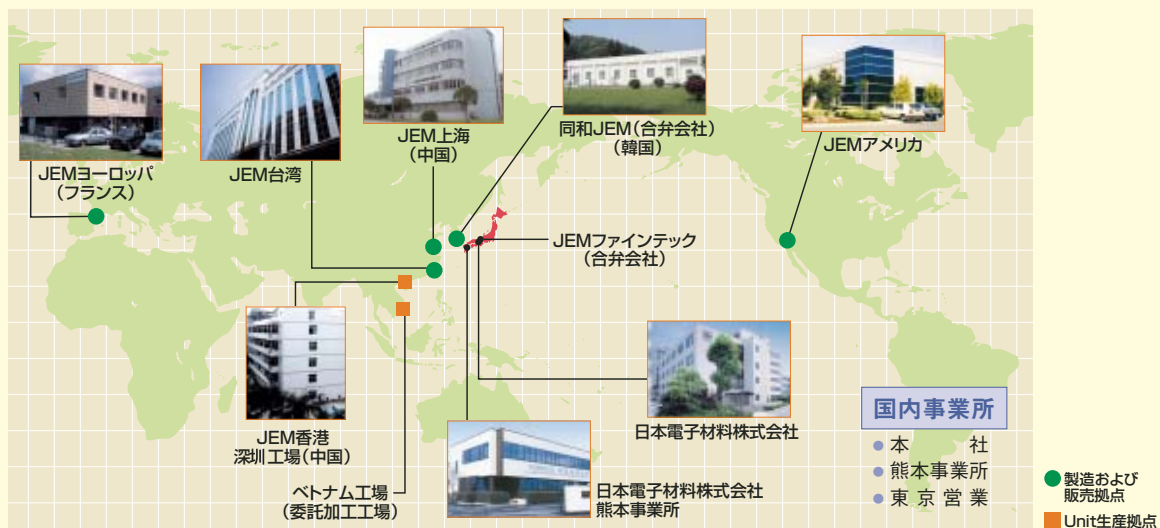 JEMヨーロッパ
(フランス)
JEM台湾
JEM上海
(中国)
同和JEM(合弁会社)
(韓国)
JEMアメリカ
JEMファインテック
(合弁会社)
JEM香港
深圳工場(中国)
ベトナム工場
(委託加工工場)
日本電子材料株式会社
熊本事業所
日本電子材料株式会社
国内事業所
● 本社
● 熊本事業所
● 東京営業
製造および
販売拠点
Unit生産拠点